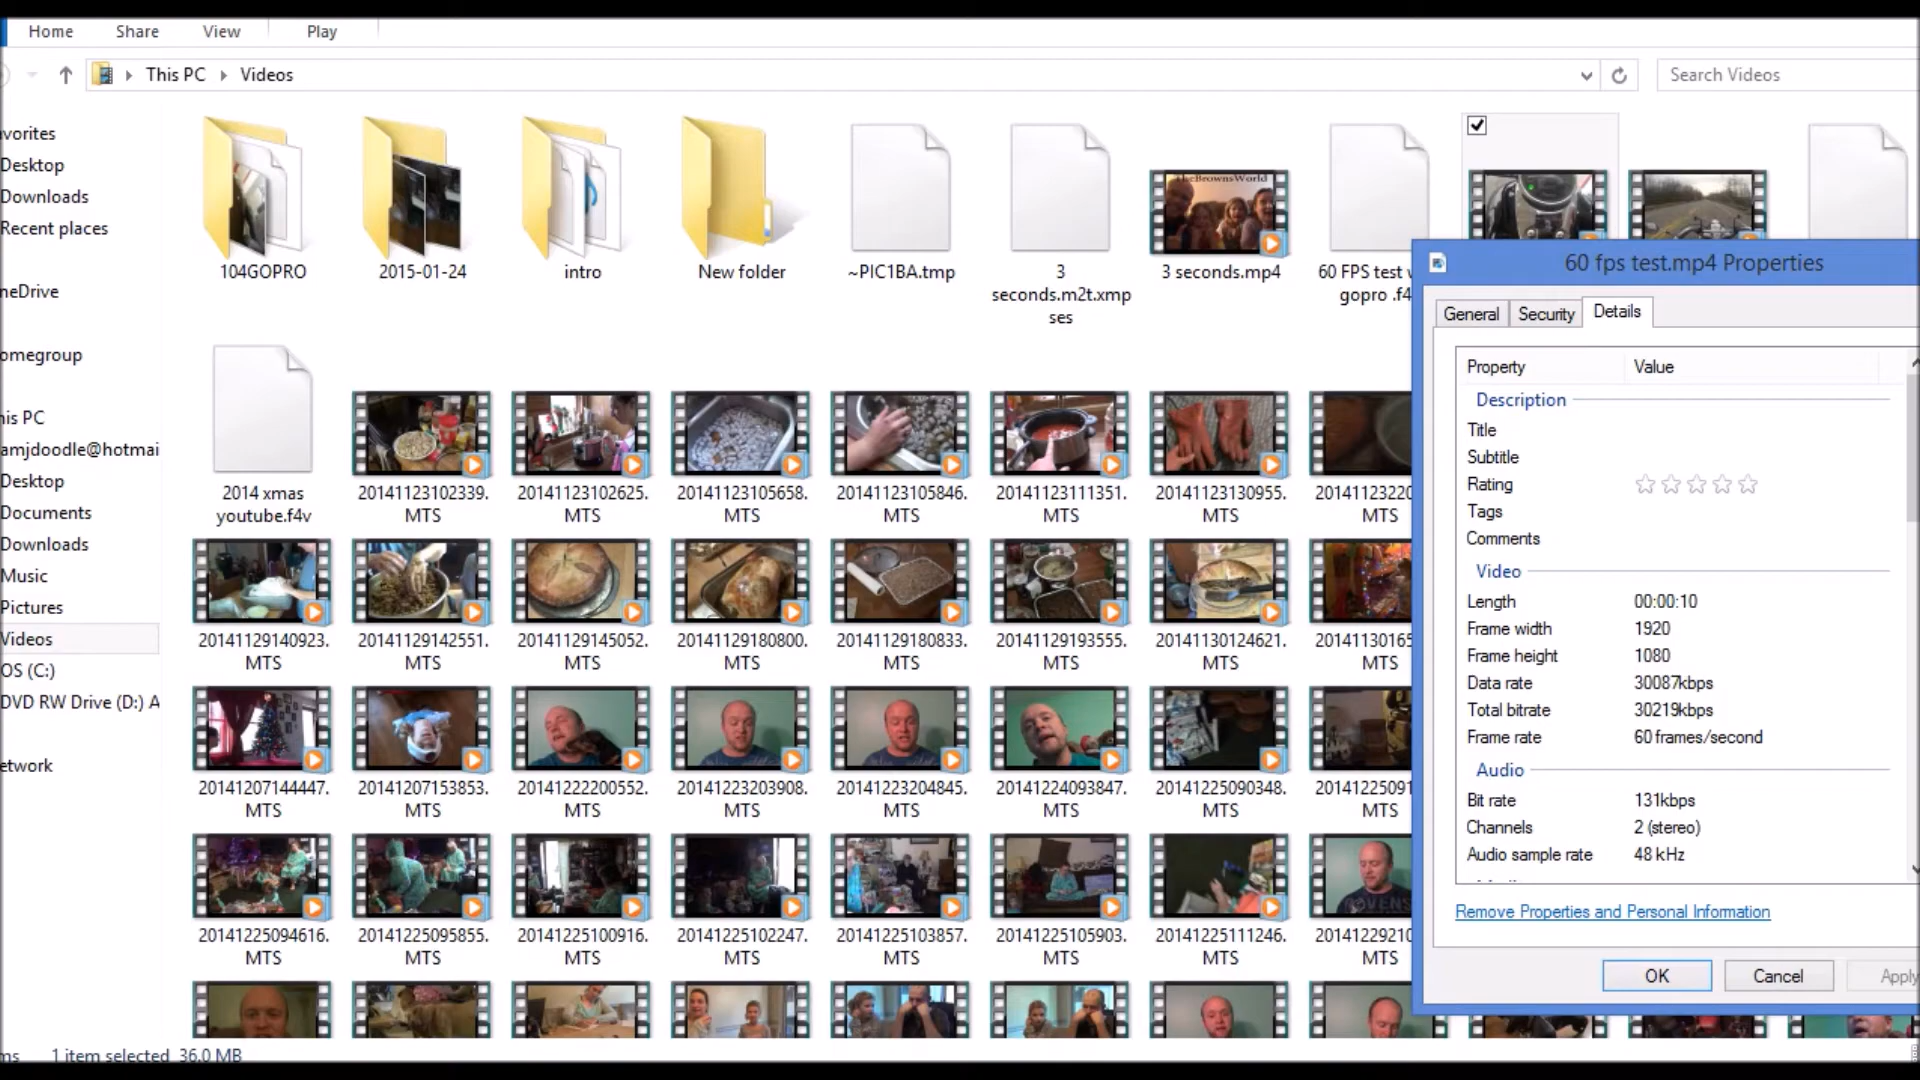 Home Share View Play
This PC Videos Search Videos
vorites
Desktop
Downloads
Recent places
neDrive
omegroup
his PC
amjdoodle@hotmai
Desktop
Documents
Downloads
Music
Pictures
Videos
OS (C:)
DVD RW Drive (D:) A
etwork
104GOPRO
2015-01-24
intro
New folder
~PIC1BA.tmp
3
seconds.m2t.xmp
ses
TheBrownsWorld
3 seconds.mp4
60 FPS test
gopro .f4
2014 xmas
youtube.f4v
20141123102339.
MTS
20141123102625.
MTS
20141123105658.
MTS
20141123105846.
MTS
20141123111351.
MTS
20141123130955.
MTS
2014112322
MTS
20141129140923.
MTS
20141129142551.
MTS
20141129145052.
MTS
20141129180800.
MTS
20141129180833.
MTS
20141129193555.
MTS
20141130124621.
MTS
2014113016
MTS
20141207144447.
MTS
20141207153853.
MTS
20141222200552.
MTS
20141223203908.
MTS
20141223204845.
MTS
20141224093847.
MTS
20141225090348.
MTS
2014122509
MTS
20141225094616.
MTS
20141225095855.
MTS
20141225100916.
MTS
20141225102247.
MTS
20141225103857.
MTS
20141225105903.
MTS
20141225111246.
MTS
2014122921
MTS
60 fps test.mp4 Properties
General Security Details
Property Value
Description
Title
Subtitle
Rating
Tags
Comments
Video
Length 00:00:10
Frame width 1920
Frame height 1080
Data rate 30087kbps
Total bitrate 30219kbps
Frame rate 60 frames/second
Audio
Bit rate 131kbps
Channels 2 (stereo)
Audio sample rate 48 kHz
Remove Properties and Personal Information
OK Cancel Apply
ms 1 item selected 36.0 MB